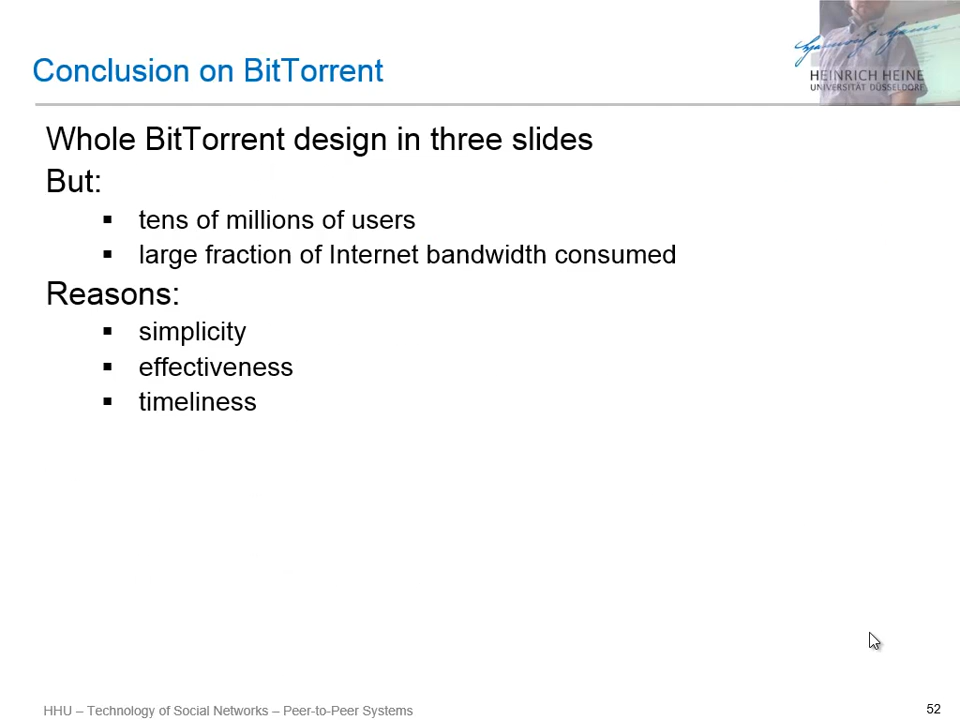 Conclusion on BitTorrent
HEINRICH HEINE
UNIVERSITÄT DÜSSELDORF
Whole BitTorrent design in three slides
But:
▪ tens of millions of users
▪ large fraction of Internet bandwidth consumed
Reasons:
▪ simplicity
▪ effectiveness
▪ timeliness
HHU – Technology of Social Networks – Peer-to-Peer Systems
52